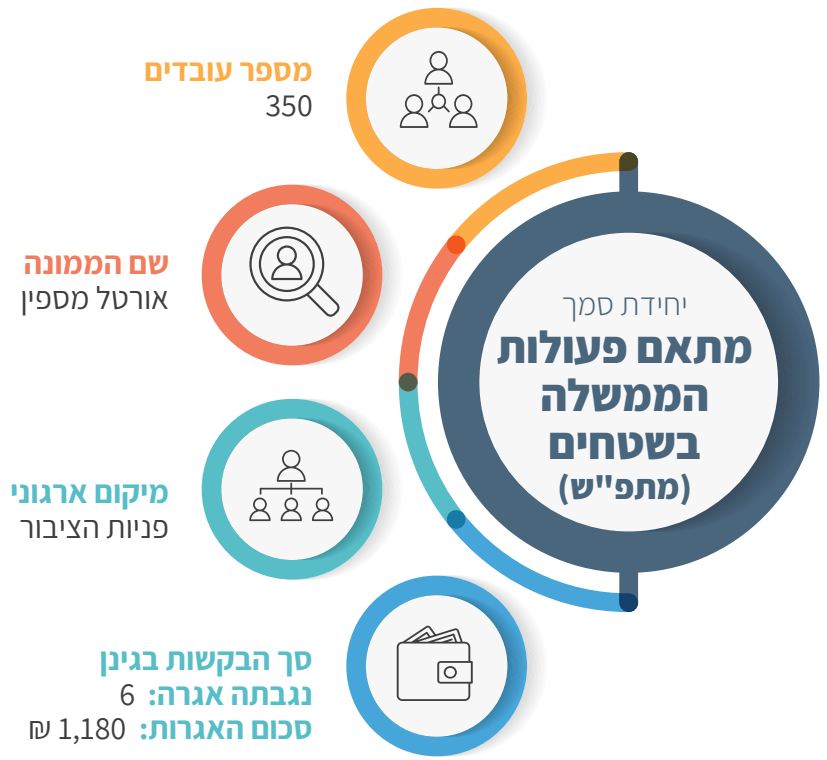 יחידת סמך
מתאם פעולות
הממשלה
בשטחים
(מתפ"ש)
מספר עובדים
350
שם הממונה
אורטל מספין
מיקום ארגוני
פניות הציבור
סך הבקשות בגינן
נגבתה אגרה: 6
סכום האגרות: 1,180 ₪